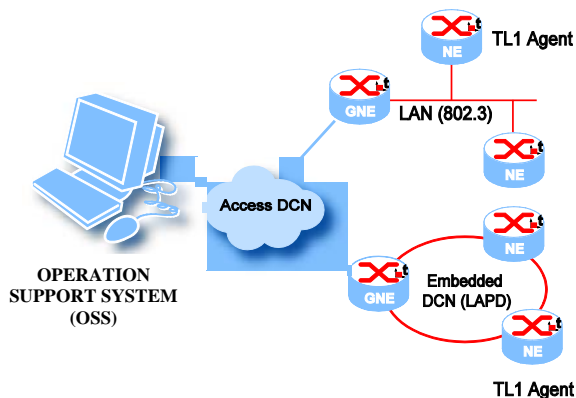 TL1 Agent
NE
t
t
GNE
LAN (802.3)
t
NE
Access DCN
t
NE
OPERATION
SUPPORT SYSTEM
(OSS)
t
GNE
Embedded
DCN (LAPD)
t
NE
TL1 Agent